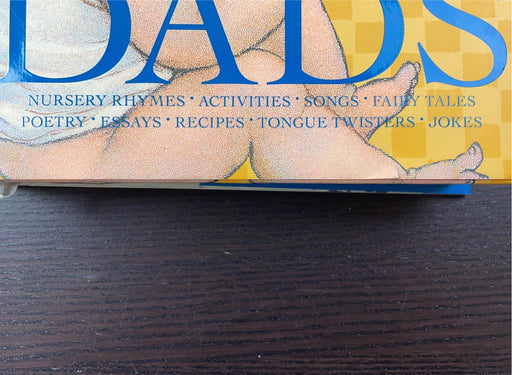 DADS
NURSERY RHYMES • ACTIVITIES • SONGS • FAIRY TALES
POETRY • ESSAYS • RECIPES • TONGUE TWISTERS • JOKES